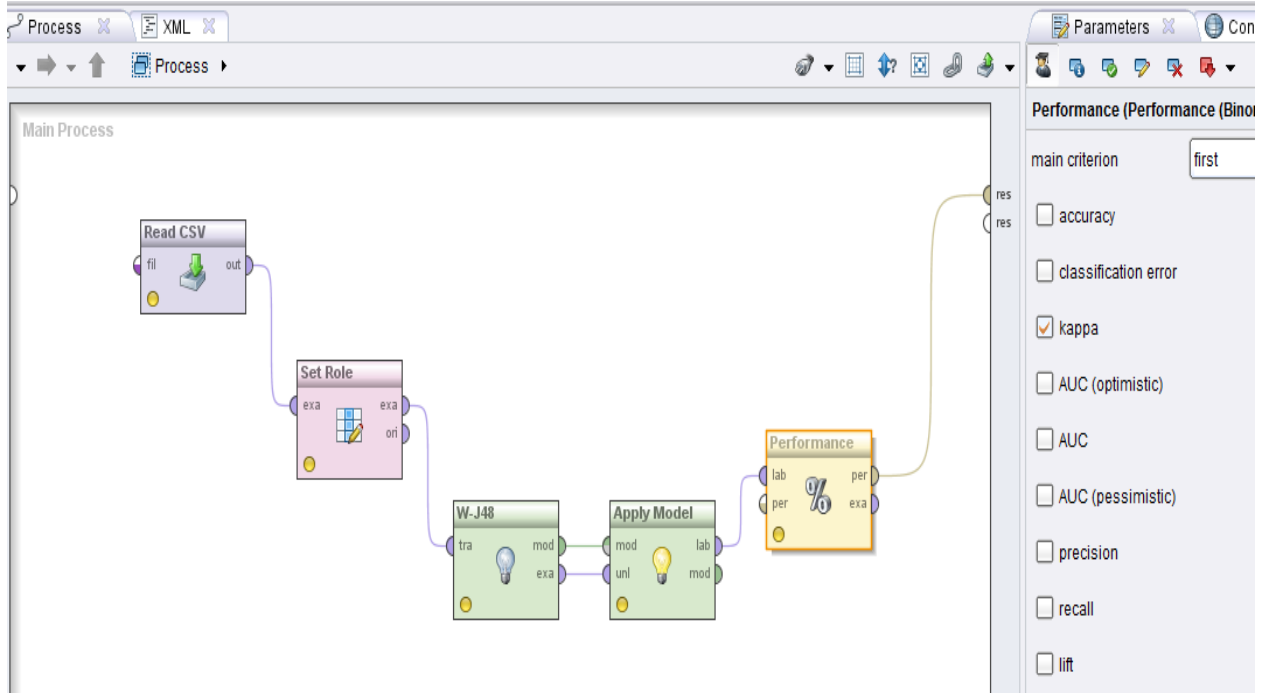 Process XML
Parameters Con
Process
Performance (Performance (Binor
Main Process
main criterion first
res
res
accuracy
Read CSV
fil out
classification error
kappa
Set Role
exa exa
ori
AUC (optimistic)
AUC
Performance
lab per
per exa
AUC (pessimistic)
W-J48
tra mod
exa
Apply Model
mod lab
unl mod
precision
recall
lift